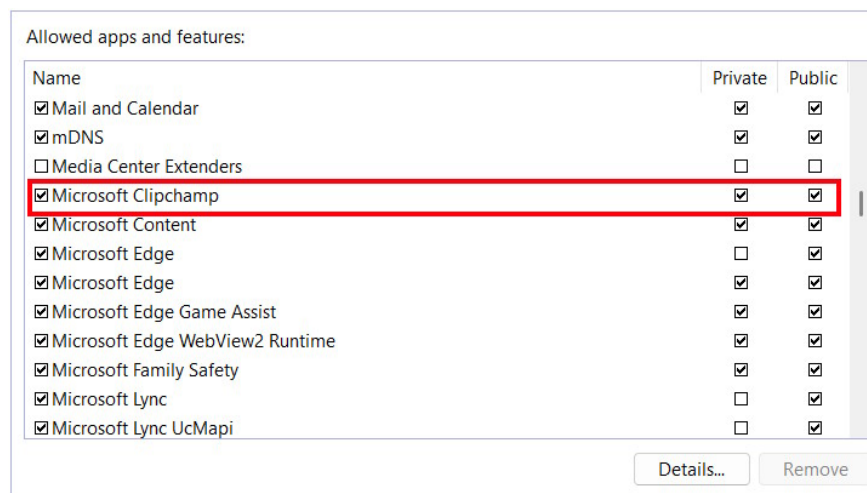 Allowed apps and features:
Name Private Public
Mail and Calendar
mDNS
Media Center Extenders
Microsoft Clipchamp
Microsoft Content
Microsoft Edge
Microsoft Edge
Microsoft Edge Game Assist
Microsoft Edge WebView2 Runtime
Microsoft Family Safety
Microsoft Lync
Microsoft Lync UcMapi
Details... Remove